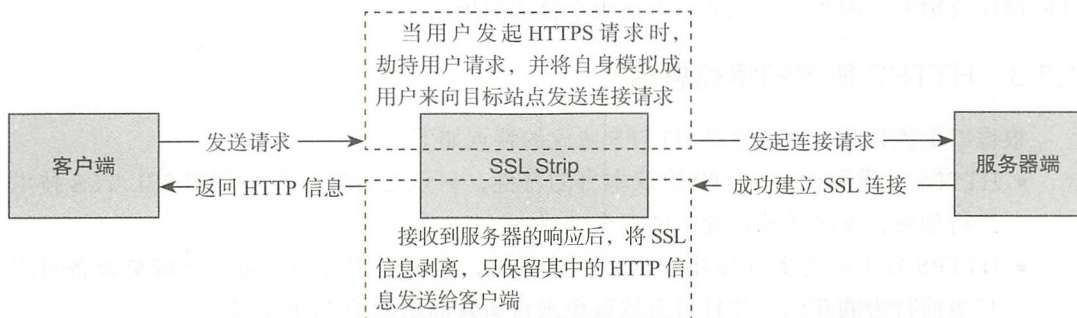 当用户发起 HTTPS 请求时，
劫持用户请求，并将自身模拟成
用户来向目标站点发送连接请求
客户端
发送请求
返回 HTTP 信息
SSL Strip
发起连接请求
成功建立 SSL 连接
服务器端
接收到服务器的响应后，将 SSL
信息剥离，只保留其中的 HTTP 信
息发送给客户端